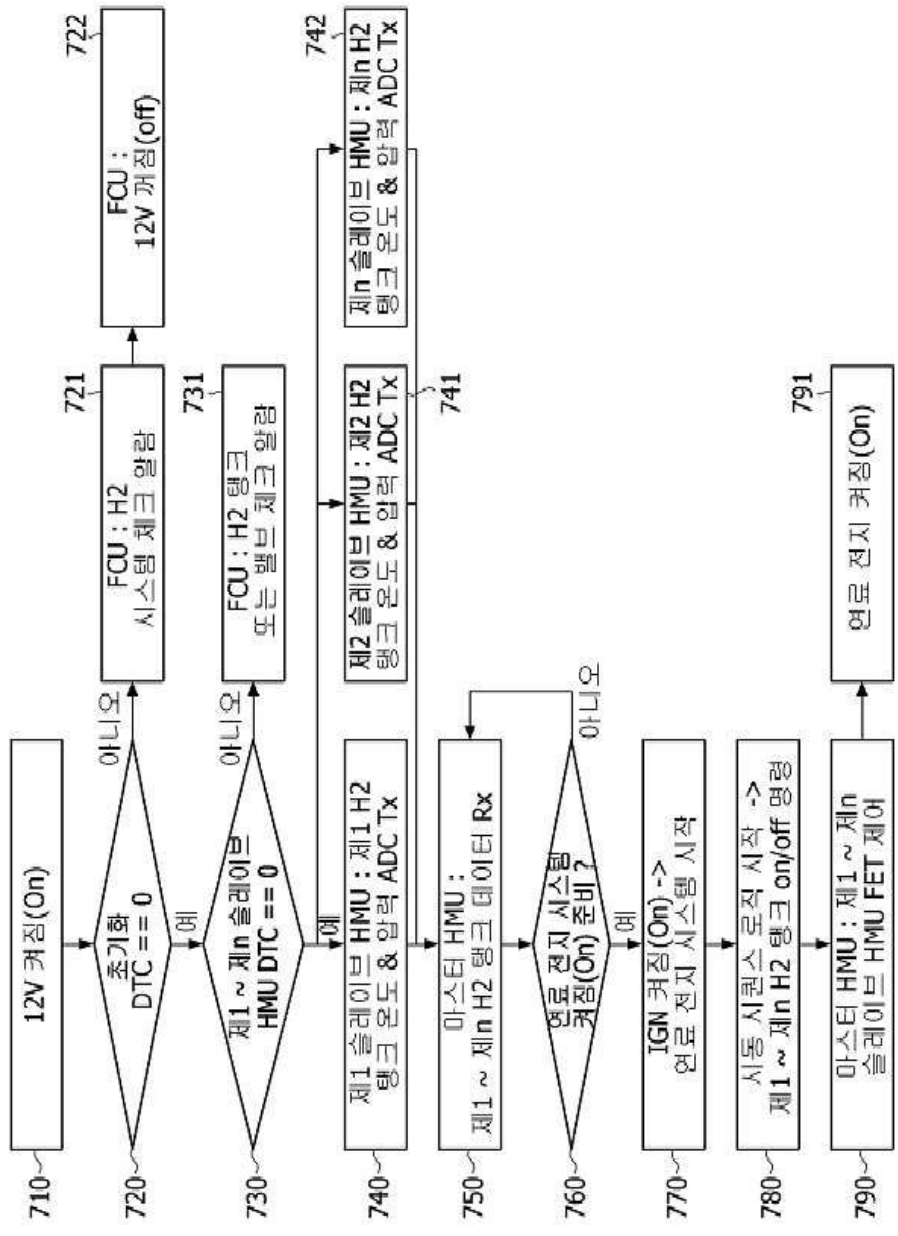 710
12V 커짐(On)
720
초기화
DTC == 0
아니오
721
FCU : H2
시스템 체크 알람
722
FCU :
12V 꺼짐(off)
예
730
제1 ~ 제n 슬레이브
HMU DTC == 0
아니오
731
FCU : H2 탱크
또는 밸브 체크 알람
예
740
제1 슬레이브 HMU : 제1 H2
탱크 온도 & 압력 ADC Tx
741
제2 슬레이브 HMU : 제2 H2
탱크 온도 & 압력 ADC Tx
742
제n 슬레이브 HMU : 제n H2
탱크 온도 & 압력 ADC Tx
750
마스터 HMU :
제1 ~ 제n H2 탱크 데이터 Rx
760
연료 전지 시스템
커짐(On) 준비 ?
아니오
예
770
IGN 커짐(On) ->
연료 전지 시스템 시작
780
시동 시퀀스 로직 시작 ->
제1 ~ 제n H2 탱크 on/off 명령
790
마스터 HMU : 제1 ~ 제n
슬레이브 HMU FET 제어
791
연료 전지 커짐(On)